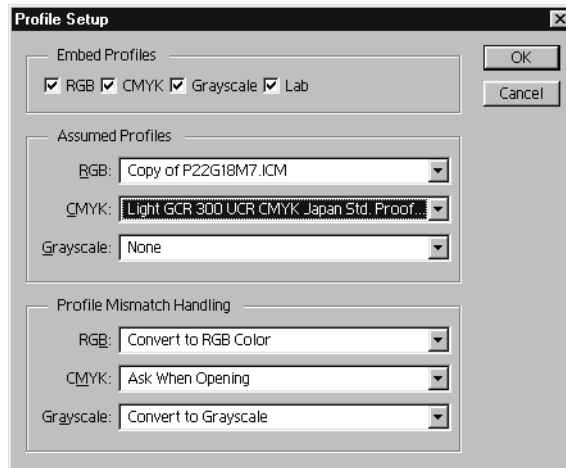 Profile Setup
Embed Profiles
RGB CMYK Grayscale Lab
OK
Cancel
Assumed Profiles
RGB: Copy of P22G18M7.ICM
CMYK: Light GCR 300 UCR CMYK Japan Std. Proof...
Grayscale: None
Profile Mismatch Handling
RGB: Convert to RGB Color
CMYK: Ask When Opening
Grayscale: Convert to Grayscale